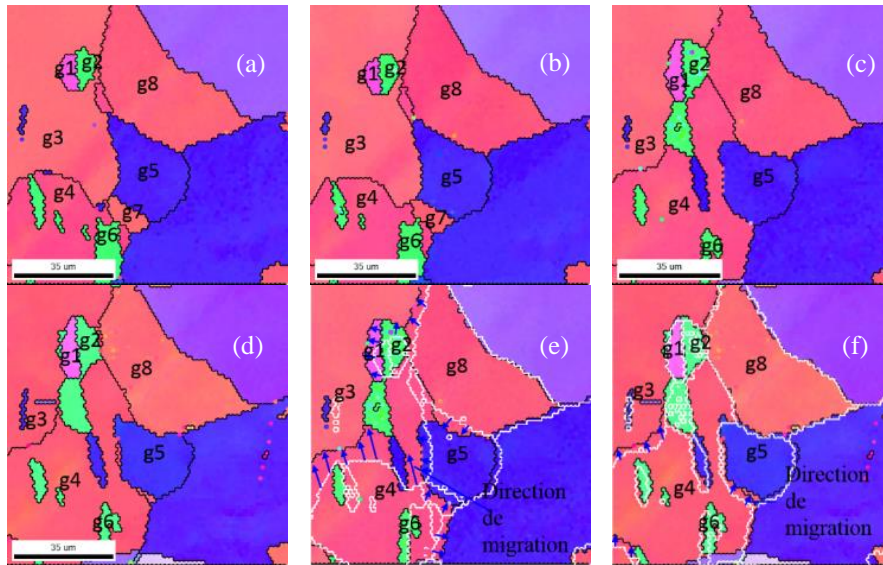 (a)
g1 g2
g8
g3
g5
g4
g7
g6
35 um
(b)
g1 g2
g8
g3
g5
g4
g7
g6
35 um
(c)
g2
g1
g8
g3
g5
g4
g6
(d)
g2
g1
g8
g3
g5
g4
g6
35 um
(e)
g1 g2
g8
g3
g5
g4
g6
Direction
de
migration
(f)
g2
g1
g8
g3
g5
g4
g6
Direction
de
migration